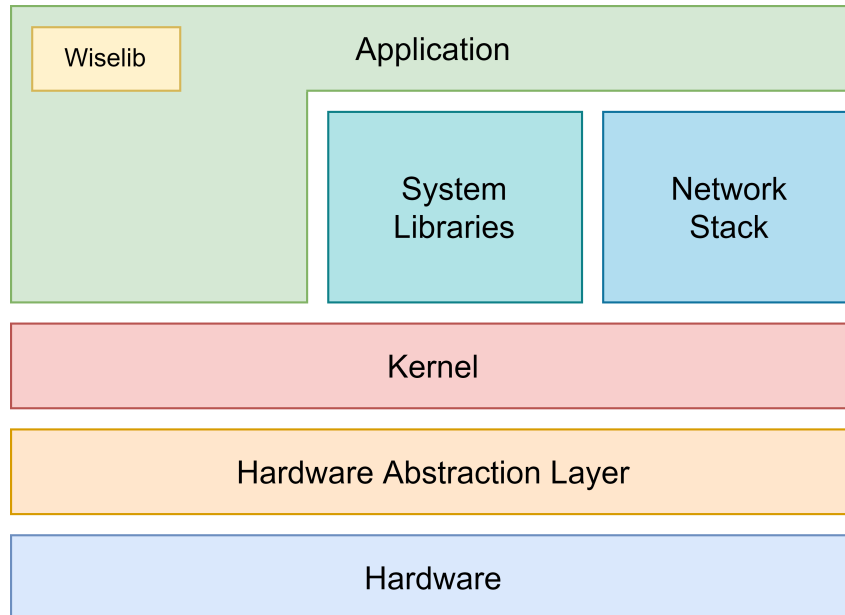 Wiselib
Application
System
Libraries
Network
Stack
Kernel
Hardware Abstraction Layer
Hardware